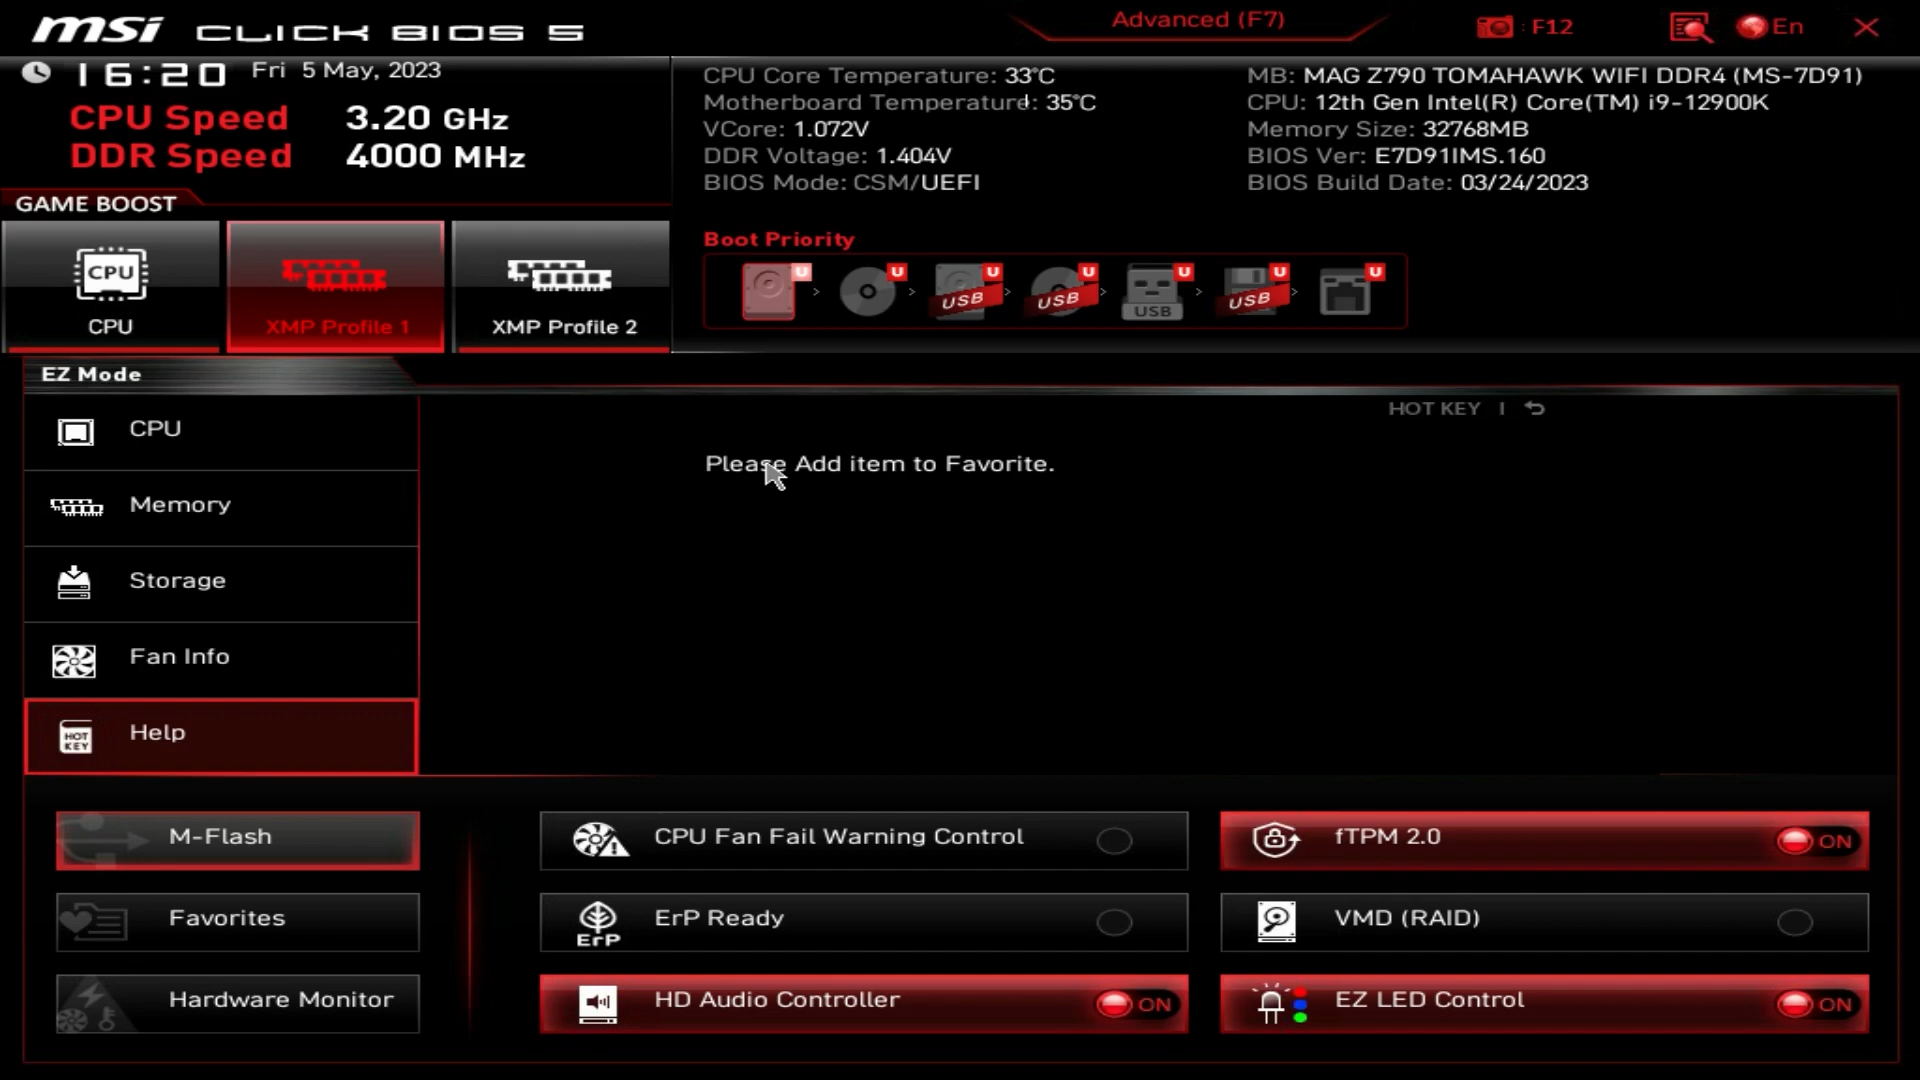 msi CLICK BIOS 5
Advanced (F7)
: F12
En
16:20 Fri 5 May, 2023
CPU Speed 3.20 GHz
DDR Speed 4000 MHz
CPU Core Temperature: 33°C
Motherboard Temperature: 35°C
VCore: 1.072V
DDR Voltage: 1.404V
BIOS Mode: CSM/UEFI
MB: MAG Z790 TOMAHAWK WIFI DDR4 (MS-7D91)
CPU: 12th Gen Intel(R) Core(TM) i9-12900K
Memory Size: 32768MB
BIOS Ver: E7D91IMS.160
BIOS Build Date: 03/24/2023
GAME BOOST
CPU
CPU
XMP Profile 1
XMP Profile 2
Boot Priority
U U U U U U U
USB USB USB USB
EZ Mode
HOT KEY |
CPU
Memory
Storage
Fan Info
HOT KEY Help
Please Add item to Favorite.
M-Flash
Favorites
Hardware Monitor
CPU Fan Fail Warning Control
ErP ErP Ready
HD Audio Controller ON
fTPM 2.0 ON
VMD (RAID)
EZ LED Control ON